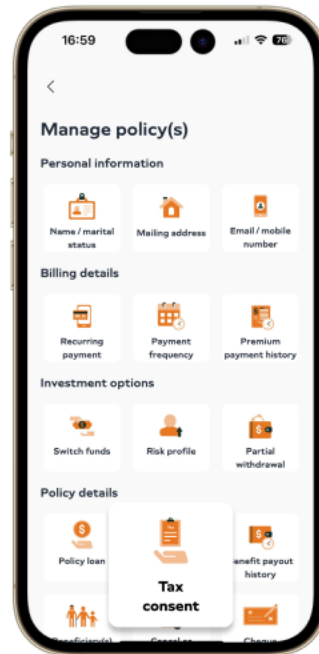 16:59
76
Manage policy(s)
Personal information
Name / marital
status
Mailing address
Email / mobile
number
Billing details
Recurring
payment
Payment
frequency
Premium
payment history
Investment options
Switch funds
Risk profile
Partial
withdrawal
Policy details
Policy loan
Tax
consent
enefit payout
history
Cheque